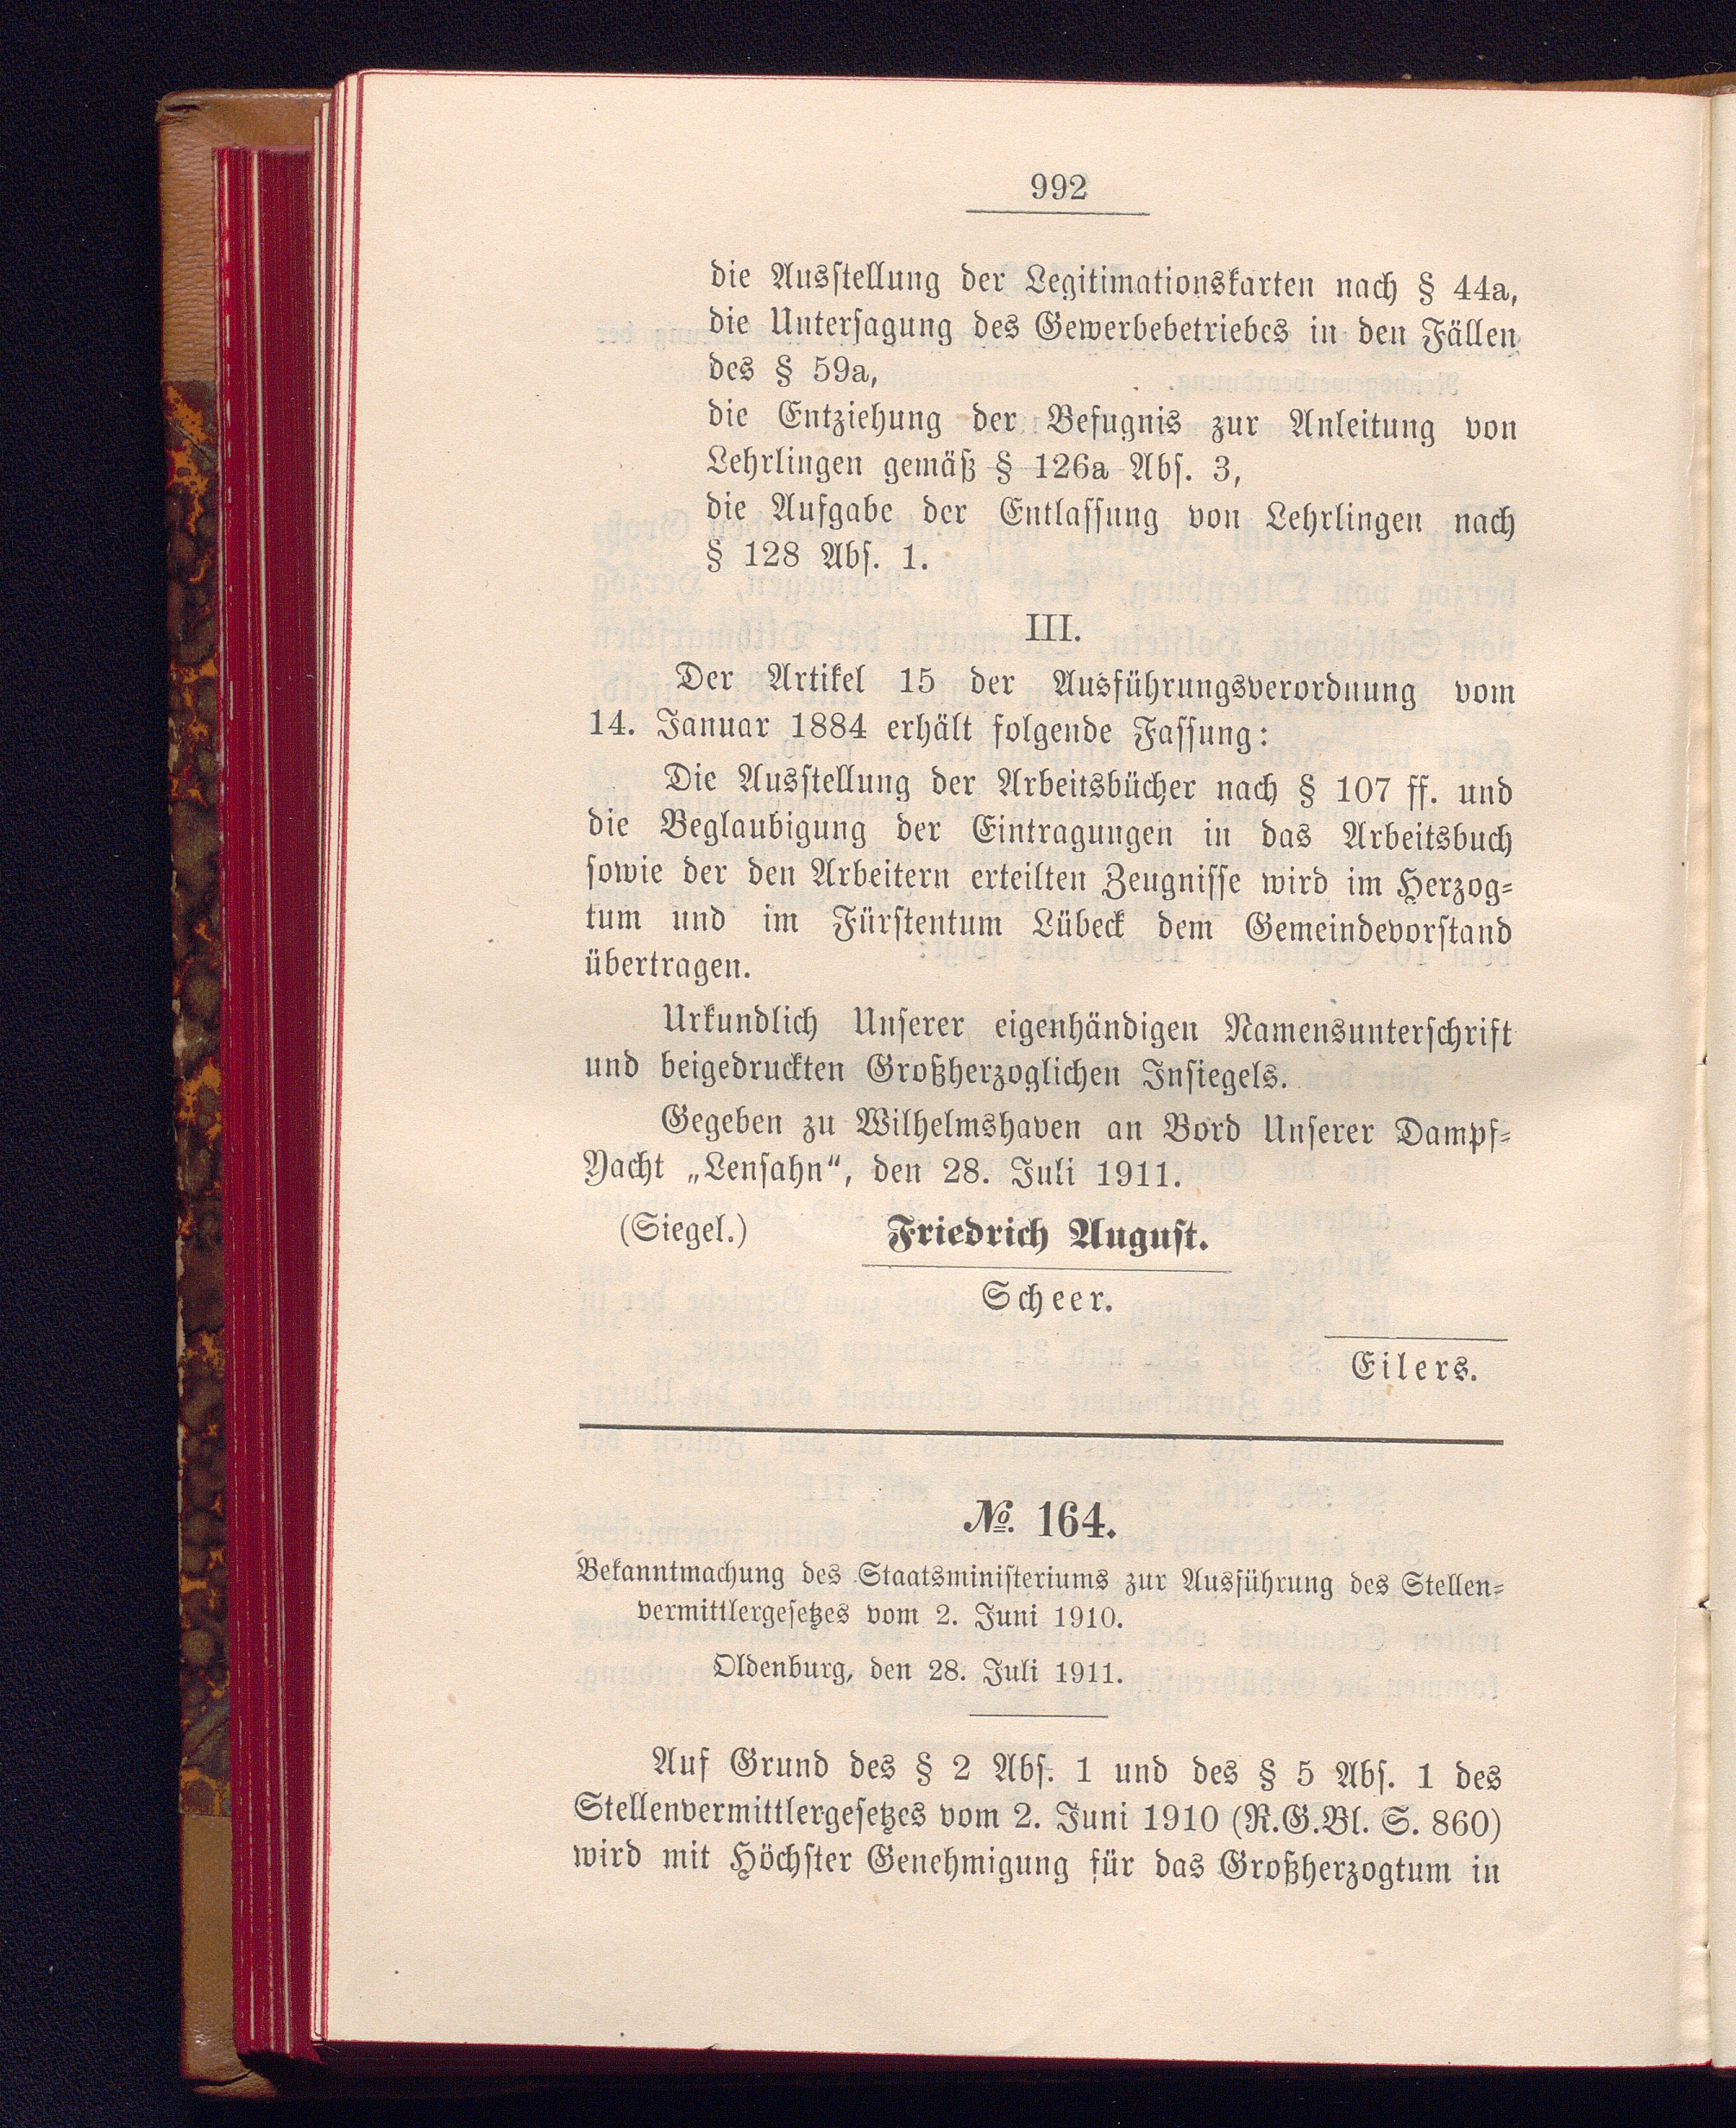 992
die Ausstellung der Legitimationskarten nach § 44a,
die Untersagung des Gewerbebetriebes in den Fällen
des § 59a,
die Entziehung der Befugnis zur Anleitung von
Lehrlingen gemäß § 126a Abs. 3,
die Aufgabe der Entlassung von Lehrlingen nach
§ 128 Abs. 1.
III.
Der Artikel 15 der Ausführungsverordnung vom
14. Januar 1884 erhält folgende Fassung:
Die Ausstellung der Arbeitsbücher nach § 107 ff. und
die Beglaubigung der Eintragungen in das Arbeitsbuch
sowie der den Arbeitern erteilten Zeugnisse wird im Herzog-
tum und im Fürstentum Lübeck dem Gemeindevorstand
übertragen.
Urkundlich Unserer eigenhändigen Namensunterschrift
und beigedruckten Großherzoglichen Insiegels.
Gegeben zu Wilhelmshaven an Bord Unserer Dampf-
Yacht „Lensahn“, den 28. Juli 1911.
(Siegel.) Friedrich August.
Scheer.
Eilers.
№. 164.
Bekanntmachung des Staatsministeriums zur Ausführung des Stellen-
vermittlergesetzes vom 2. Juni 1910.
Oldenburg, den 28. Juli 1911.
Auf Grund des § 2 Abs. 1 und des § 5 Abs. 1 des
Stellenvermittlergesetzes vom 2. Juni 1910 (R.G.Bl. S. 860)
wird mit Höchster Genehmigung für das Großherzogtum in